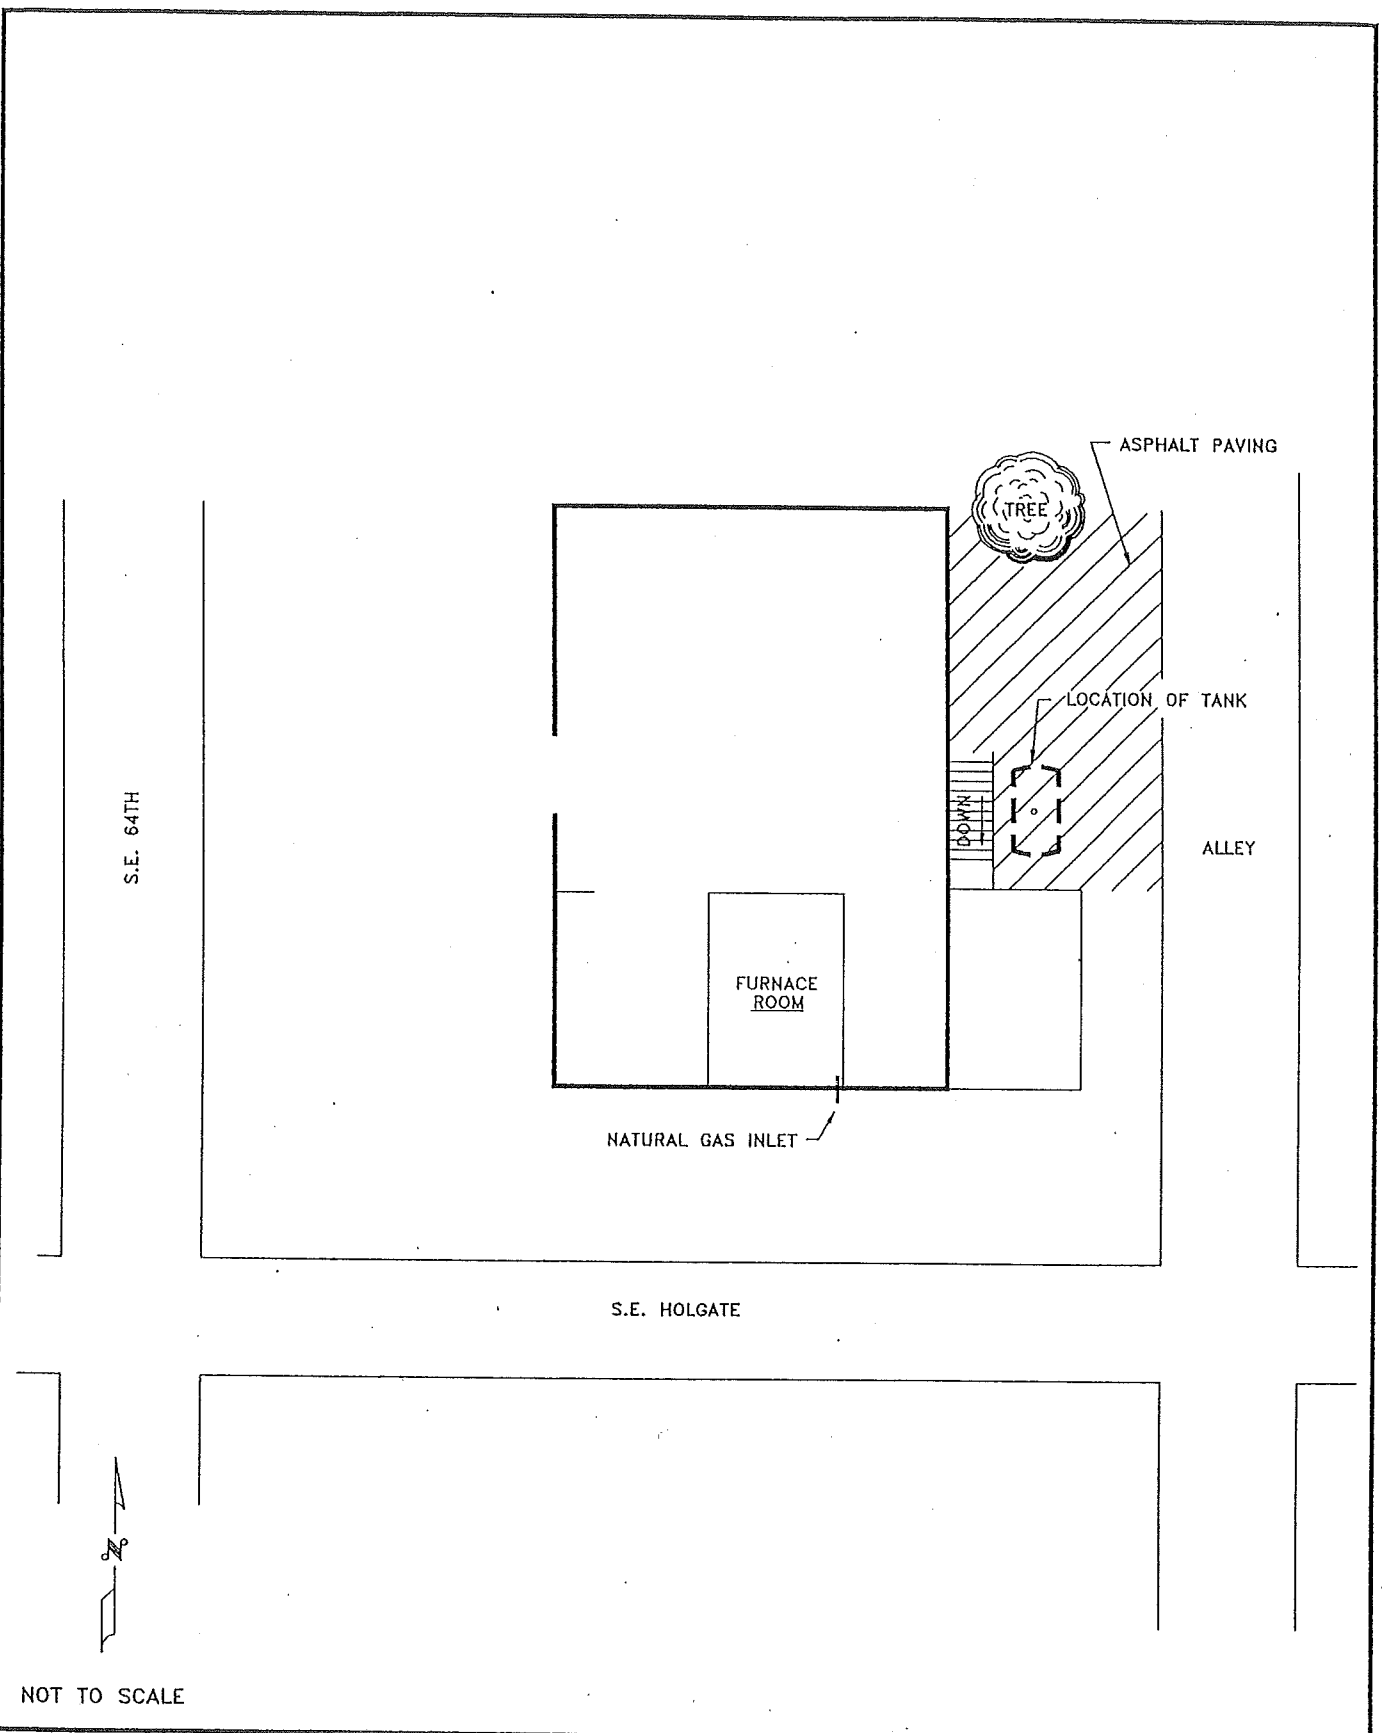 ASPHALT PAVING
TREE
LOCATION OF TANK
DOWN
S.E. 64TH
ALLEY
FURNACE
ROOM
NATURAL GAS INLET
S.E. HOLGATE
N
NOT TO SCALE